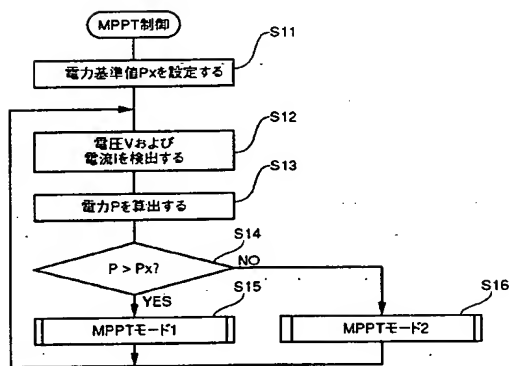 MPPT制御
S11
電力基準値Pxを設定する
S12
電圧Vおよび
電流Iを検出する
S13
電力Pを算出する
S14
P > Px?
NO
YES
S15
MPPTモード1
S16
MPPTモード2